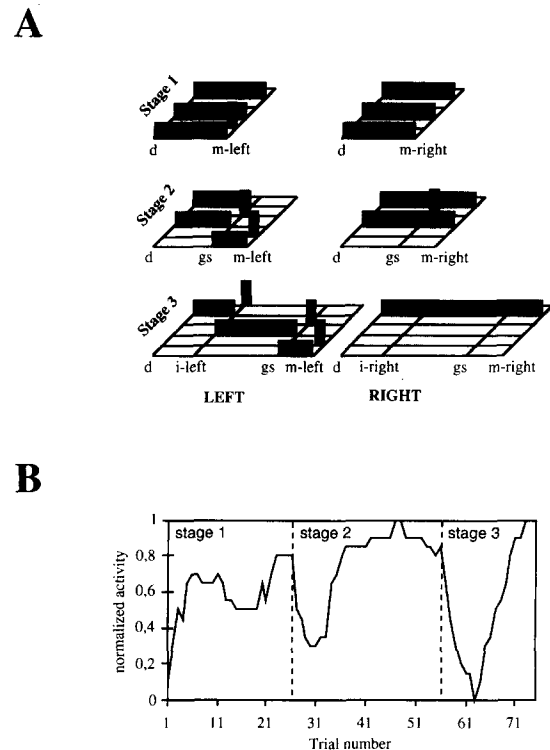 A
Stage 1
d m-left d m-right
Stage 2
d gs m-left d gs m-right
Stage 3
d i-left gs m-left d i-right gs m-right
LEFT RIGHT
B
1
stage 1 stage 2 stage 3
0,8
0,6
0,4
0,2
0
normalized activity
1 11 21 31 41 51 61 71
Trial number